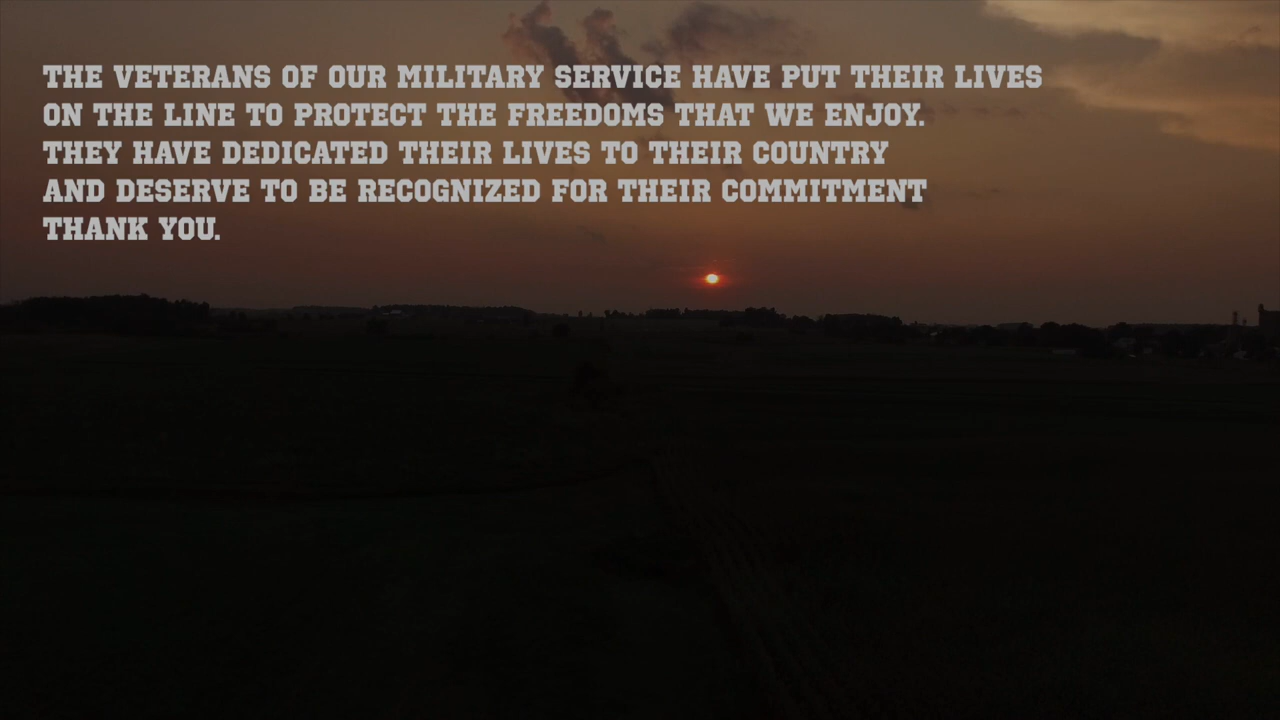 THE VETERANS OF OUR MILITARY SERVICE HAVE PUT THEIR LIVES
ON THE LINE TO PROTECT THE FREEDOMS THAT WE ENJOY.
THEY HAVE DEDICATED THEIR LIVES TO THEIR COUNTRY
AND DESERVE TO BE RECOGNIZED FOR THEIR COMMITMENT
THANK YOU.